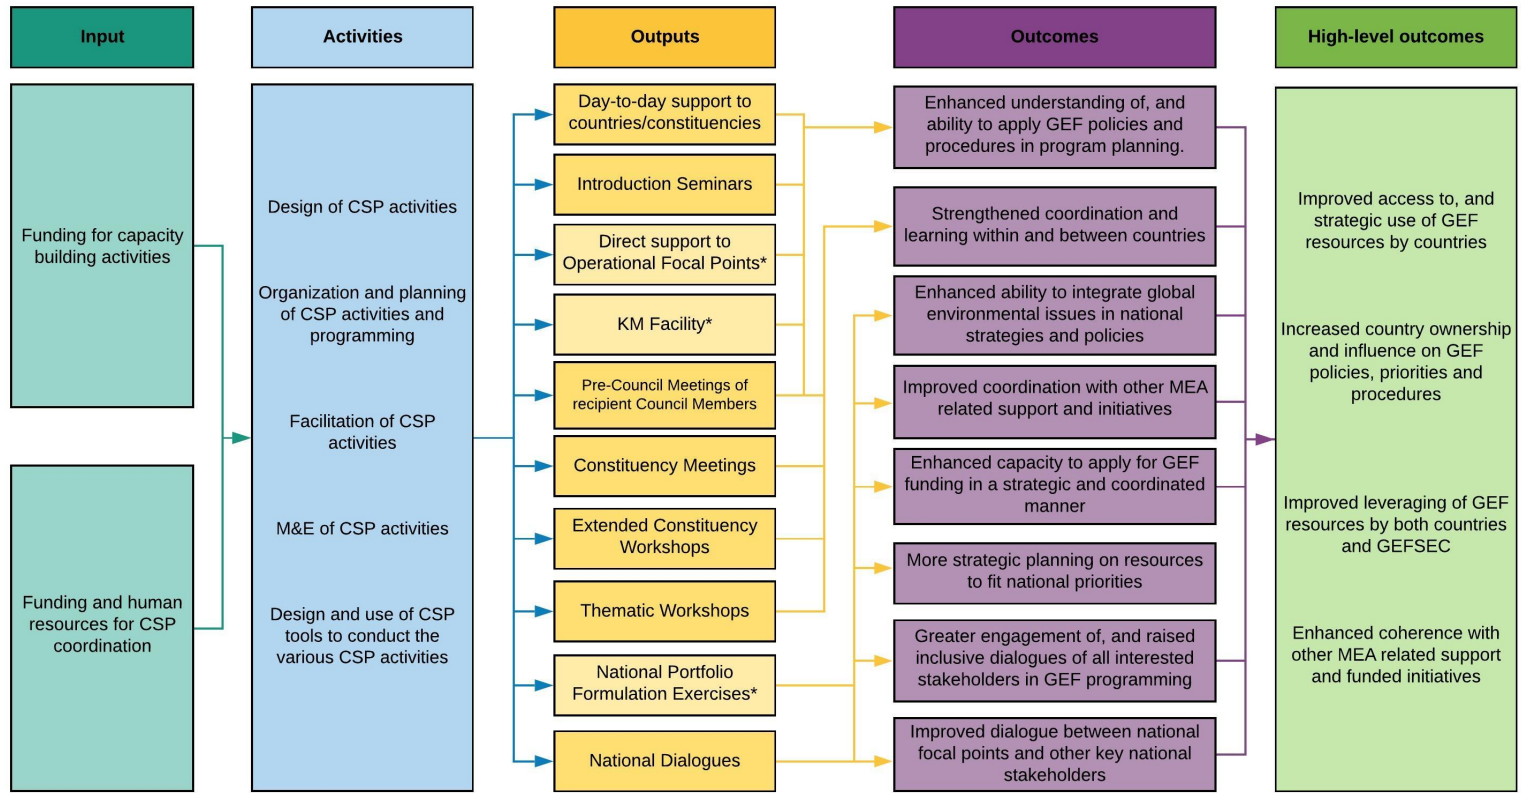 Input
Activities
Outputs
Outcomes
High-level outcomes
Funding for capacity
building activities
Funding and human
resources for CSP
coordination
Design of CSP activities
Organization and planning
of CSP activities and
programming
Facilitation of CSP
activities
M&E of CSP activities
Design and use of CSP
tools to conduct the
various CSP activities
Day-to-day support to
countries/constituencies
Introduction Seminars
Direct support to
Operational Focal Points*
KM Facility*
Pre-Council Meetings of
recipient Council Members
Constituency Meetings
Extended Constituency
Workshops
Thematic Workshops
National Portfolio
Formulation Exercises*
National Dialogues
Enhanced understanding of, and
ability to apply GEF policies and
procedures in program planning.
Strengthened coordination and
learning within and between countries
Enhanced ability to integrate global
environmental issues in national
strategies and policies
Improved coordination with other MEA
related support and initiatives
Enhanced capacity to apply for GEF
funding in a strategic and coordinated
manner
More strategic planning on resources
to fit national priorities
Greater engagement of, and raised
inclusive dialogues of all interested
stakeholders in GEF programming
Improved dialogue between national
focal points and other key national
stakeholders
Improved access to, and
strategic use of GEF
resources by countries
Increased country ownership
and influence on GEF
policies, priorities and
procedures
Improved leveraging of GEF
resources by both countries
and GEFSEC
Enhanced coherence with
other MEA related support
and funded initiatives